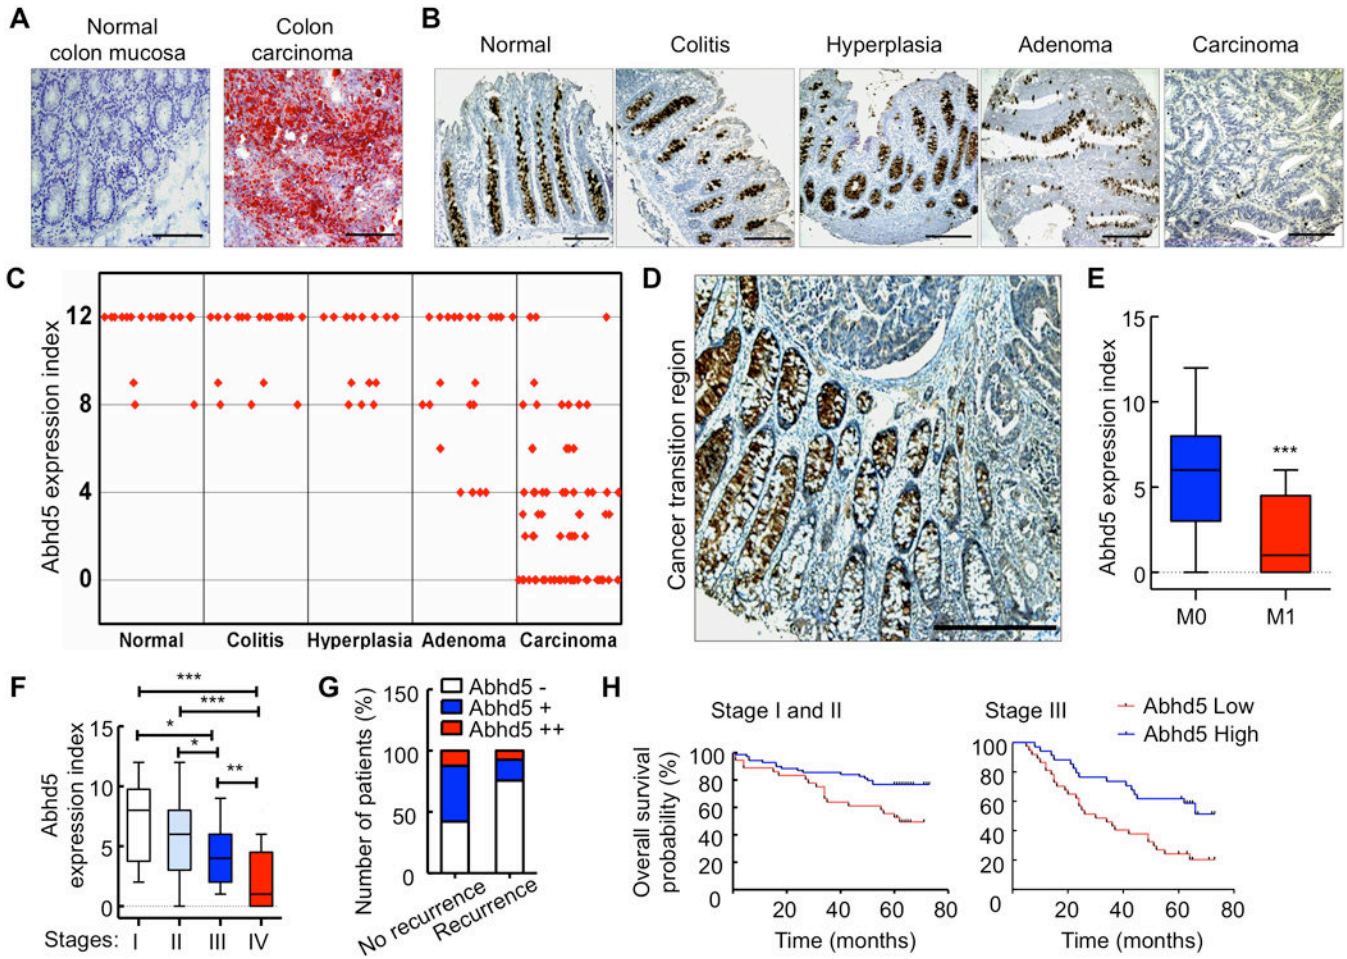 A
Normal
colon mucosa
Colon
carcinoma
B
Normal
Colitis
Hyperplasia
Adenoma
Carcinoma
C
Abhd5 expression index
12
8
4
0
Normal
Colitis
Hyperplasia
Adenoma
Carcinoma
D
Cancer transition region
E
Abhd5 expression index
15
10
5
0
***
M0
M1
F
Abhd5
expression index
15
10
5
0
***
***
*
*
**
Stages:
I
II
III
IV
G
Number of patients (%)
150
100
50
0
Abhd5 -
Abhd5 +
Abhd5 ++
No recurrence
Recurrence
H
Overall survival
probability (%)
Stage I and II
100
80
60
40
20
0
0
20
40
60
80
Time (months)
Stage III
100
80
60
40
20
0
0
20
40
60
80
Time (months)
Abhd5 Low
Abhd5 High